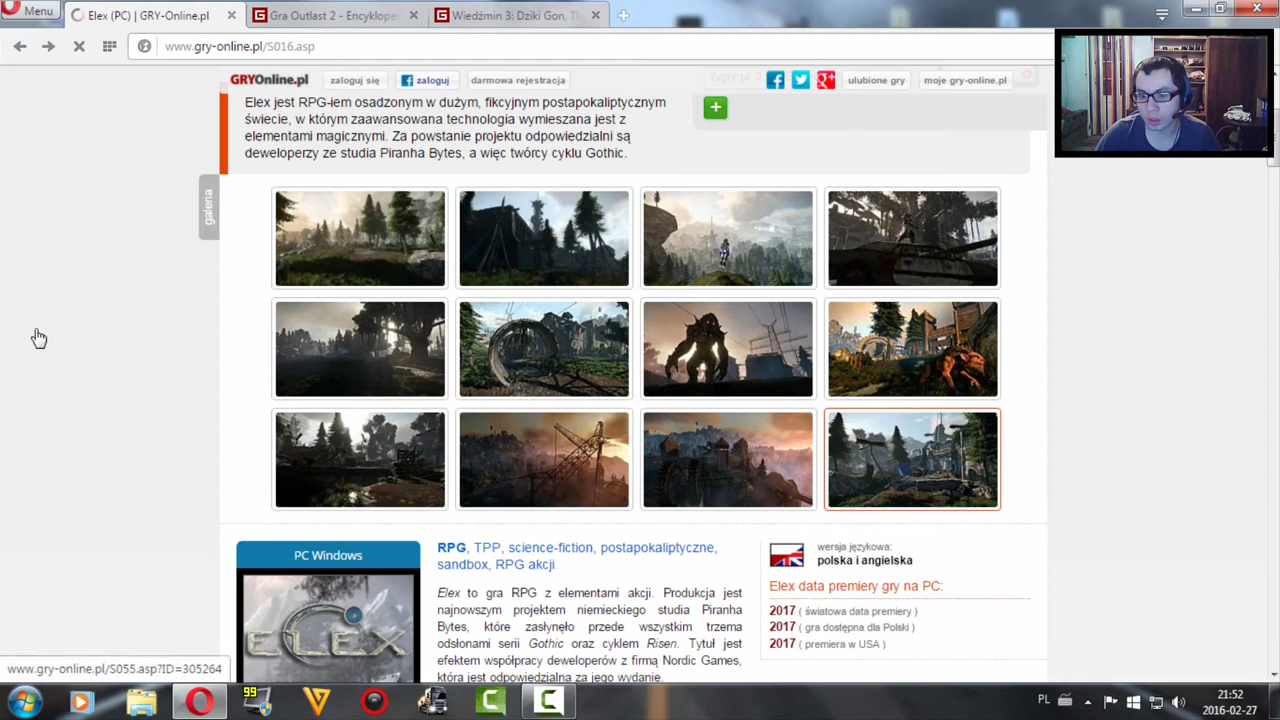 Menu
Elex (PC) | GRY-Online.pl
Gra Outlast 2 - Encyklope
Wiedźmin 3: Dziki Gon, Th
www.gry-online.pl/S016.asp
GRYOnline.pl
zaloguj się
zaloguj
darmowa rejestracja
ulubione gry
moje gry-online.pl
Elex jest RPG-iem osadzonym w dużym, fikcyjnym postapokaliptycznym
świecie, w którym zaawansowana technologia wymieszana jest z
elementami magicznymi. Za powstanie projektu odpowiedzialni są
deweloperzy ze studia Piranha Bytes, a więc twórcy cyklu Gothic.
galeria
PC Windows
ELEX
RPG, TPP, science-fiction, postapokaliptyczne,
sandbox, RPG akcji
Elex to gra RPG z elementami akcji. Produkcja jest
najnowszym projektem niemieckiego studia Piranha
Bytes, które zasłynęło przede wszystkim trzema
odsłonami serii Gothic oraz cyklem Risen. Tytuł jest
efektem współpracy deweloperów z firmą Nordic Games,
która jest odpowiedzialna za jego wydanie.
wersja językowa:
polska i angielska
Elex data premiery gry na PC:
2017 ( światowa data premiery )
2017 ( gra dostępna dla Polski )
2017 ( premiera w USA )
www.gry-online.pl/S055.asp?ID=305264
99
PL
21:52
2016-02-27